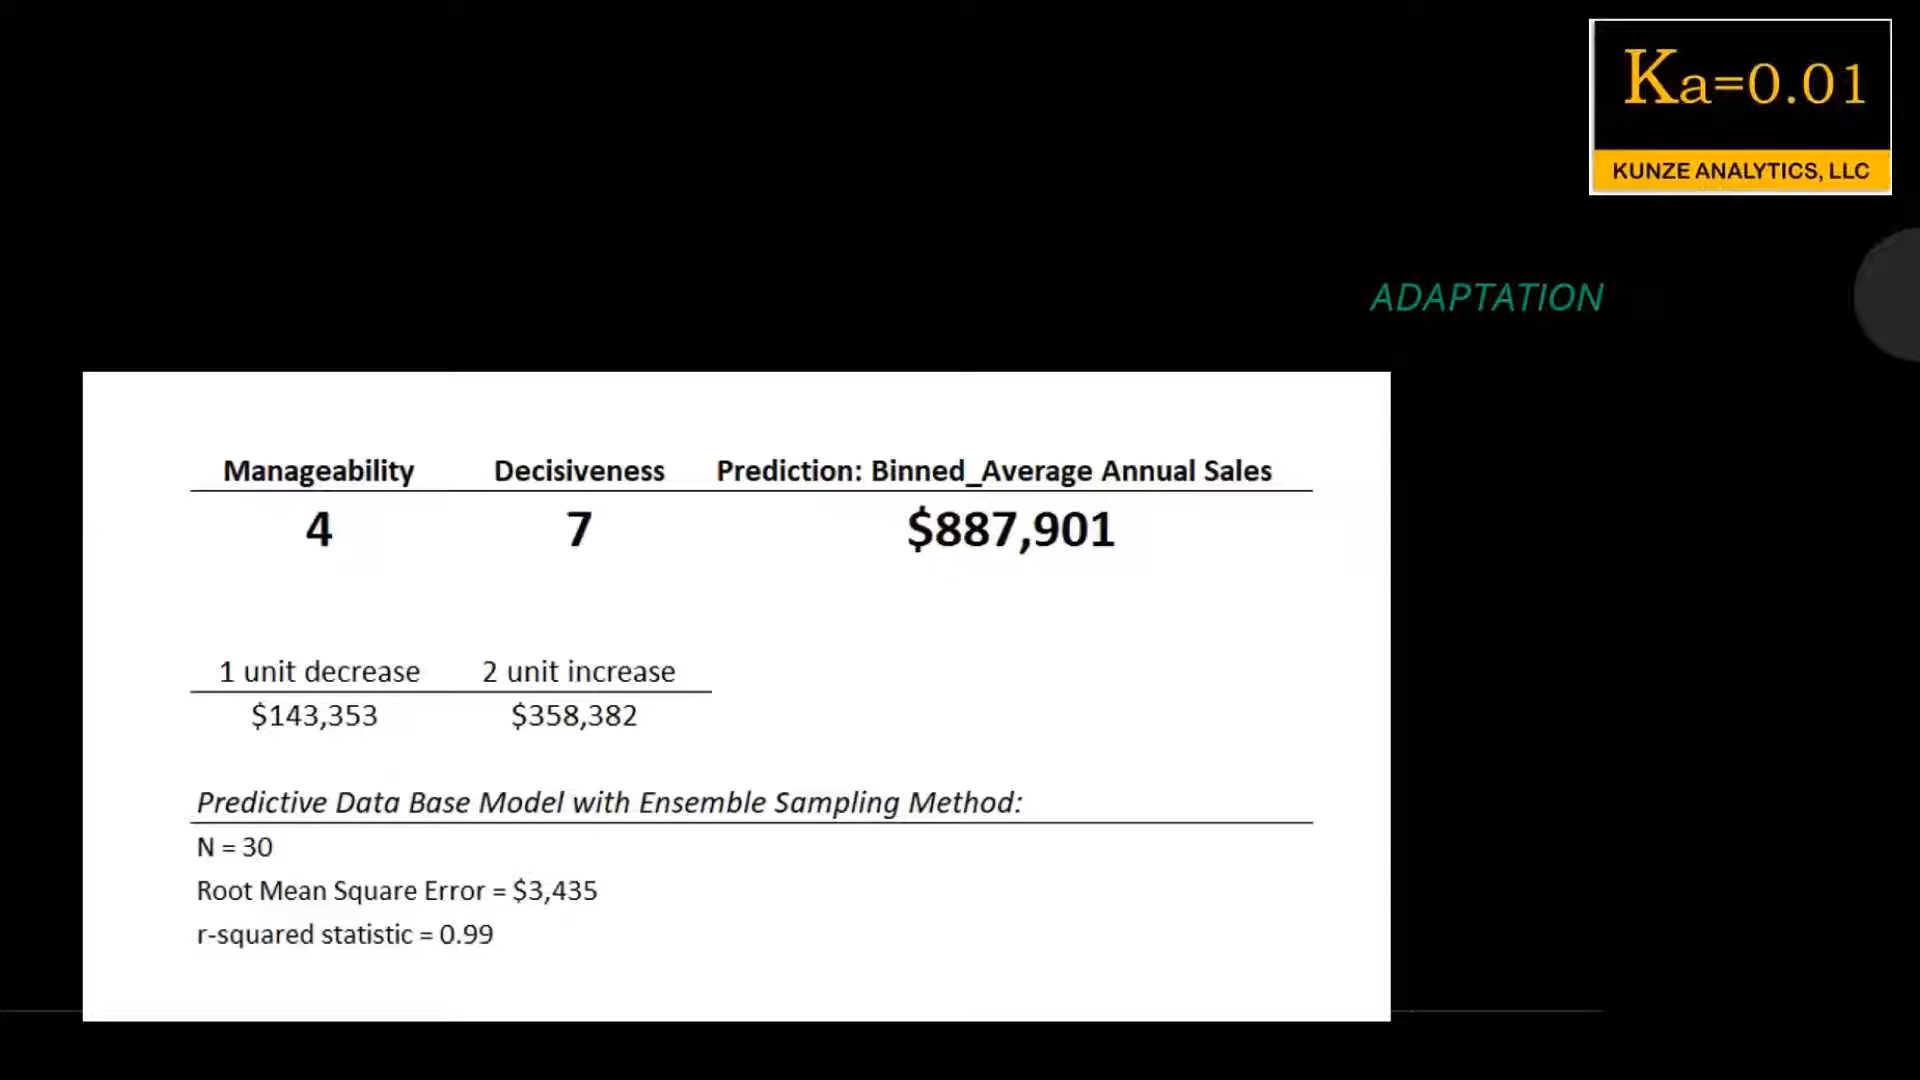 Ka=0.01
KUNZE ANALYTICS, LLC
ADAPTATION
Manageability Decisiveness Prediction: Binned_Average Annual Sales
4 7 $887,901
1 unit decrease 2 unit increase
$143,353 $358,382
Predictive Data Base Model with Ensemble Sampling Method:
N = 30
Root Mean Square Error = $3,435
r-squared statistic = 0.99